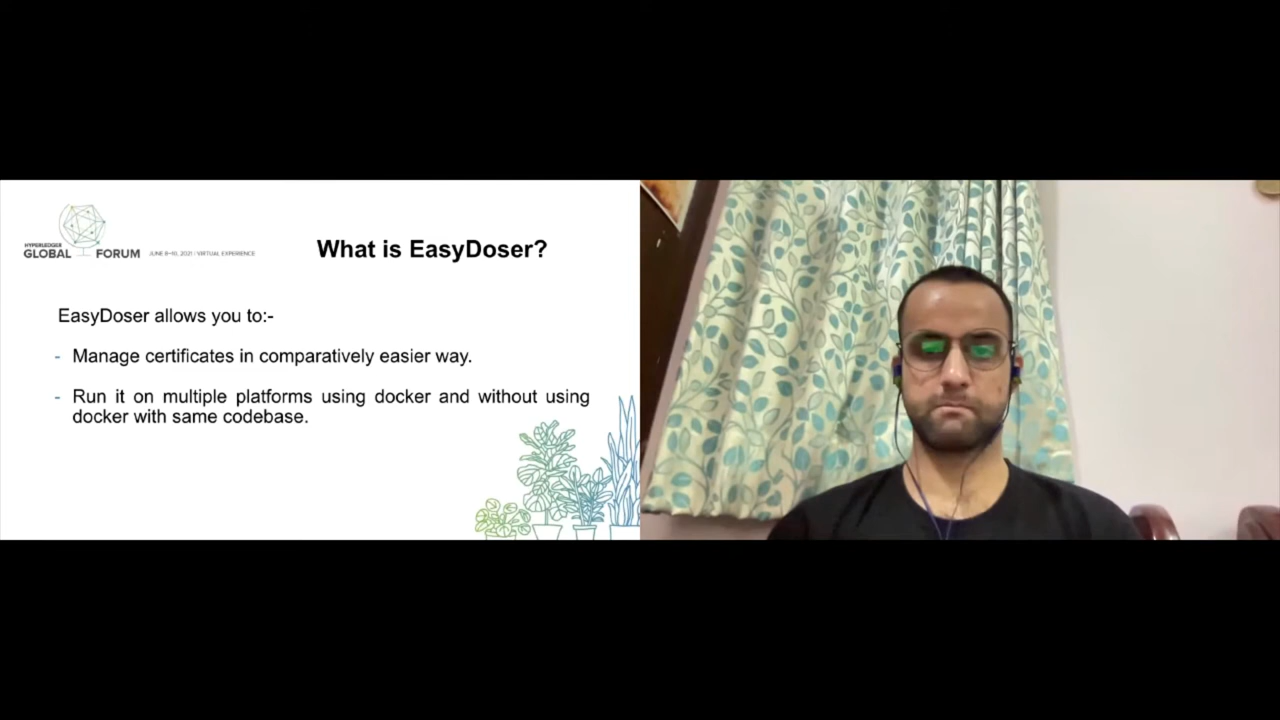 HYPERLEDGER
GLOBAL FORUM JUNE 8–10, 2021 | VIRTUAL EXPERIENCE
What is EasyDoser?
EasyDoser allows you to:-
- Manage certificates in comparatively easier way.
- Run it on multiple platforms using docker and without using
docker with same codebase.